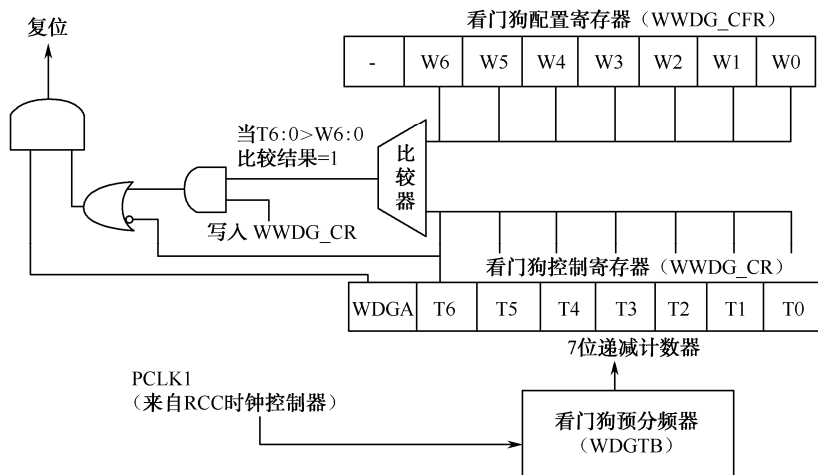 看门狗配置寄存器（WWDG_CFR）
复位
- W6 W5 W4 W3 W2 W1 W0
当T6:0>W6:0
比较结果=1
比较器
写入 WWDG_CR
看门狗控制寄存器（WWDG_CR）
WDGA T6 T5 T4 T3 T2 T1 T0
7位递减计数器
PCLK1
（来自RCC时钟控制器）
看门狗预分频器
（WDGTB）